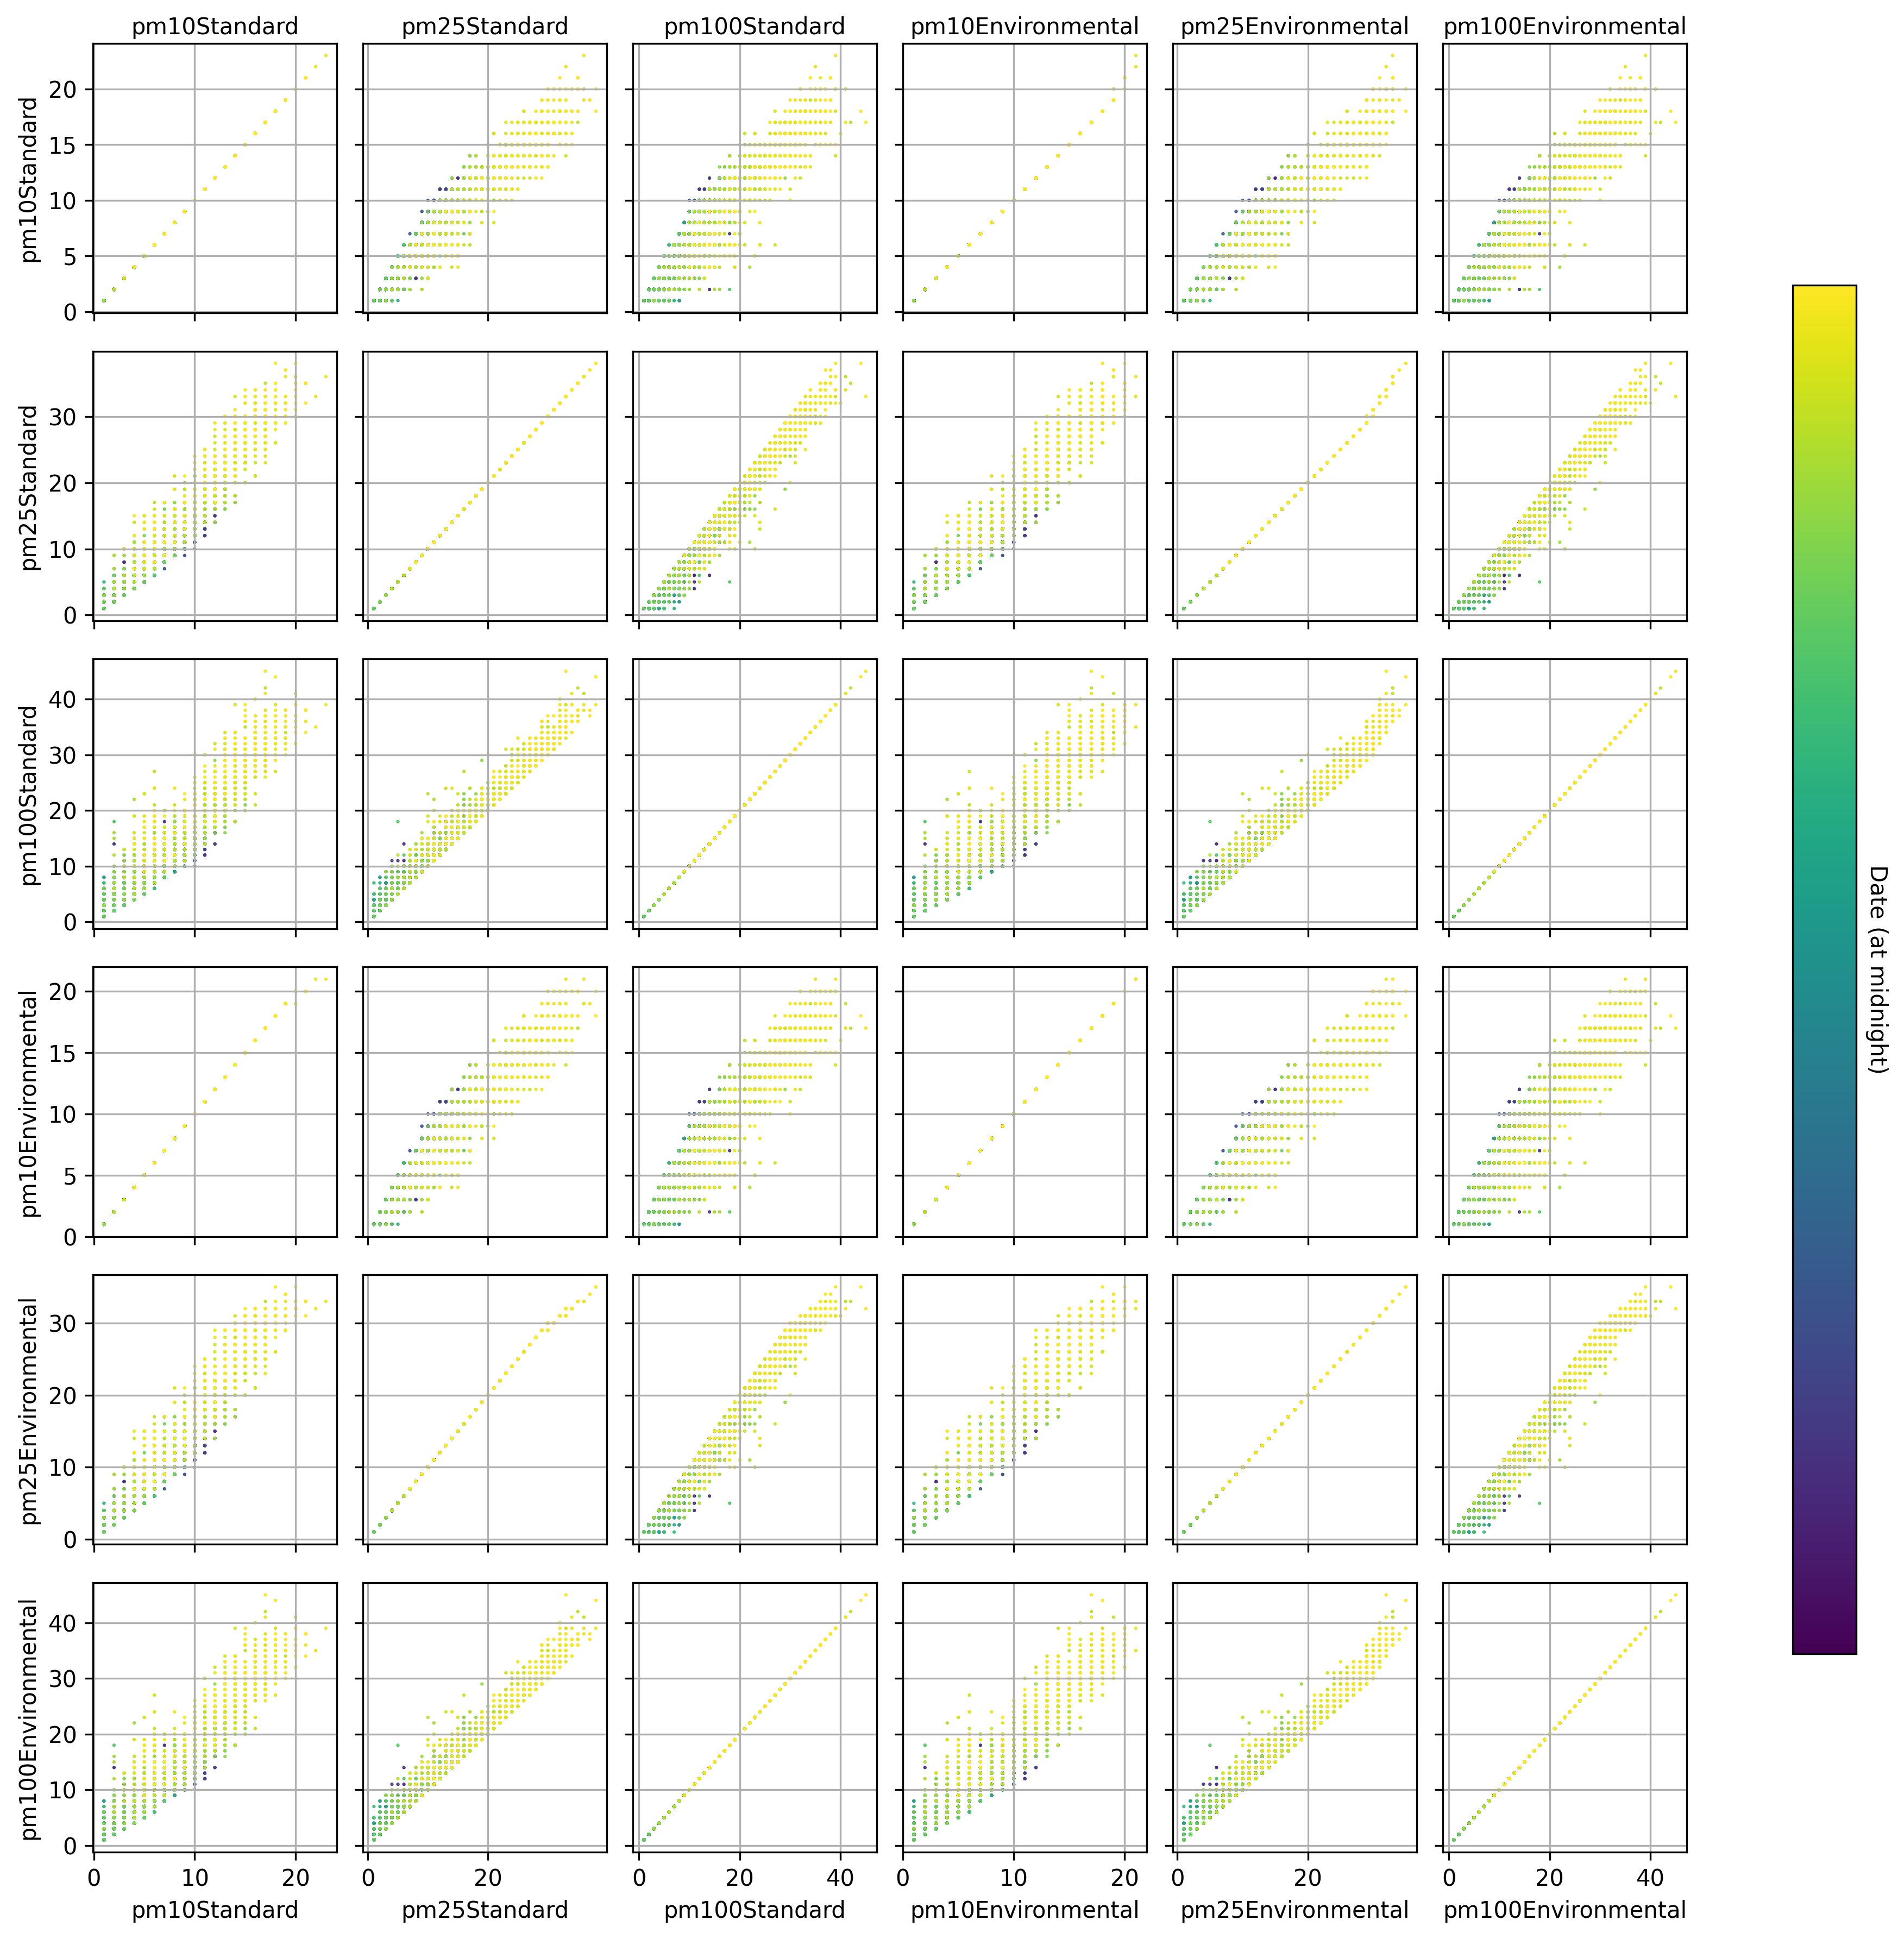 pm10Standard pm25Standard pm100Standard pm10Environmental pm25Environmental pm100Environmental
20
15
10
5
0
pm10Standard
30
20
10
0
pm25Standard
40
30
20
10
0
pm100Standard
20
15
10
5
0
pm10Environmental
30
20
10
0
pm25Environmental
40
30
20
10
0
pm100Environmental
0 10 20 0 20 0 20 40 0 10 20 0 20 0 20 40
pm10Standard pm25Standard pm100Standard pm10Environmental pm25Environmental pm100Environmental
Date (at midnight)